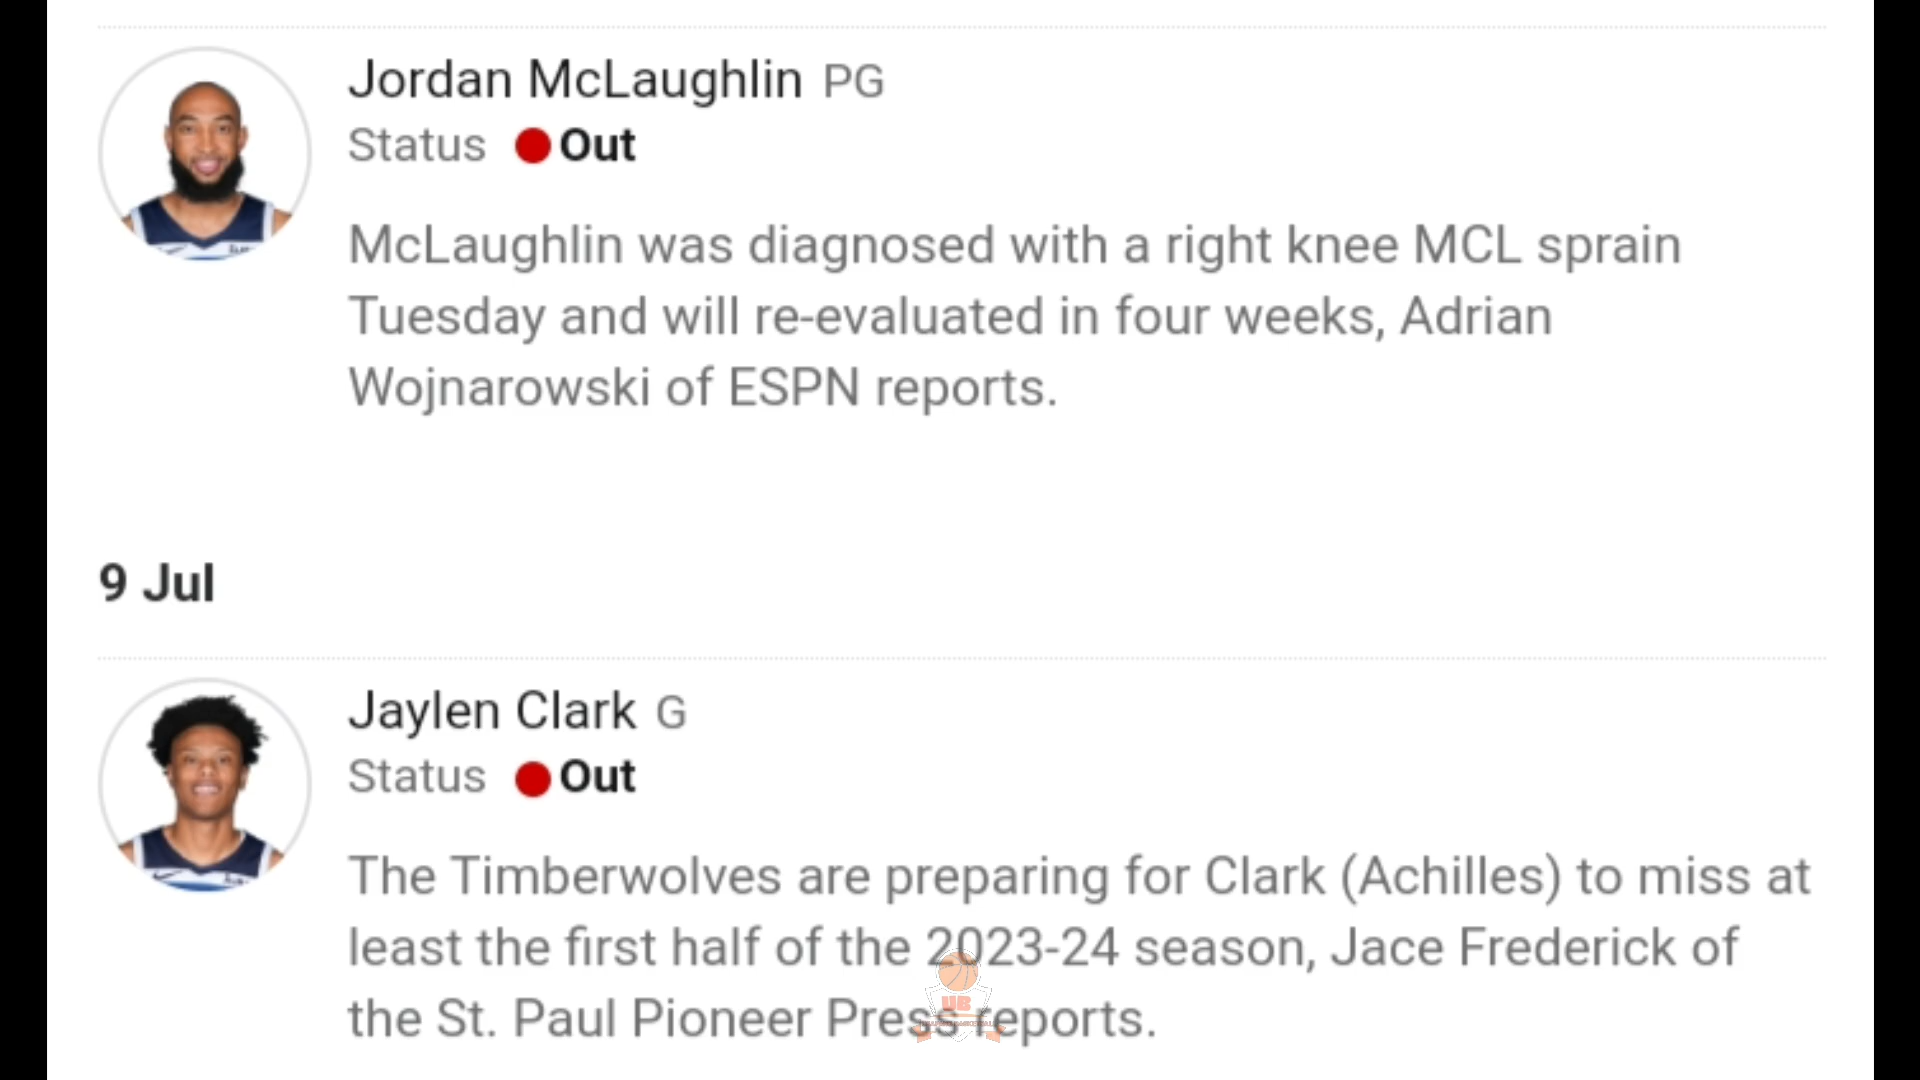 Jordan McLaughlin PG
Status Out
McLaughlin was diagnosed with a right knee MCL sprain
Tuesday and will re-evaluated in four weeks, Adrian
Wojnarowski of ESPN reports.
9 Jul
Jaylen Clark G
Status Out
The Timberwolves are preparing for Clark (Achilles) to miss at
least the first half of the 2023-24 season, Jace Frederick of
the St. Paul Pioneer Press reports.
UB